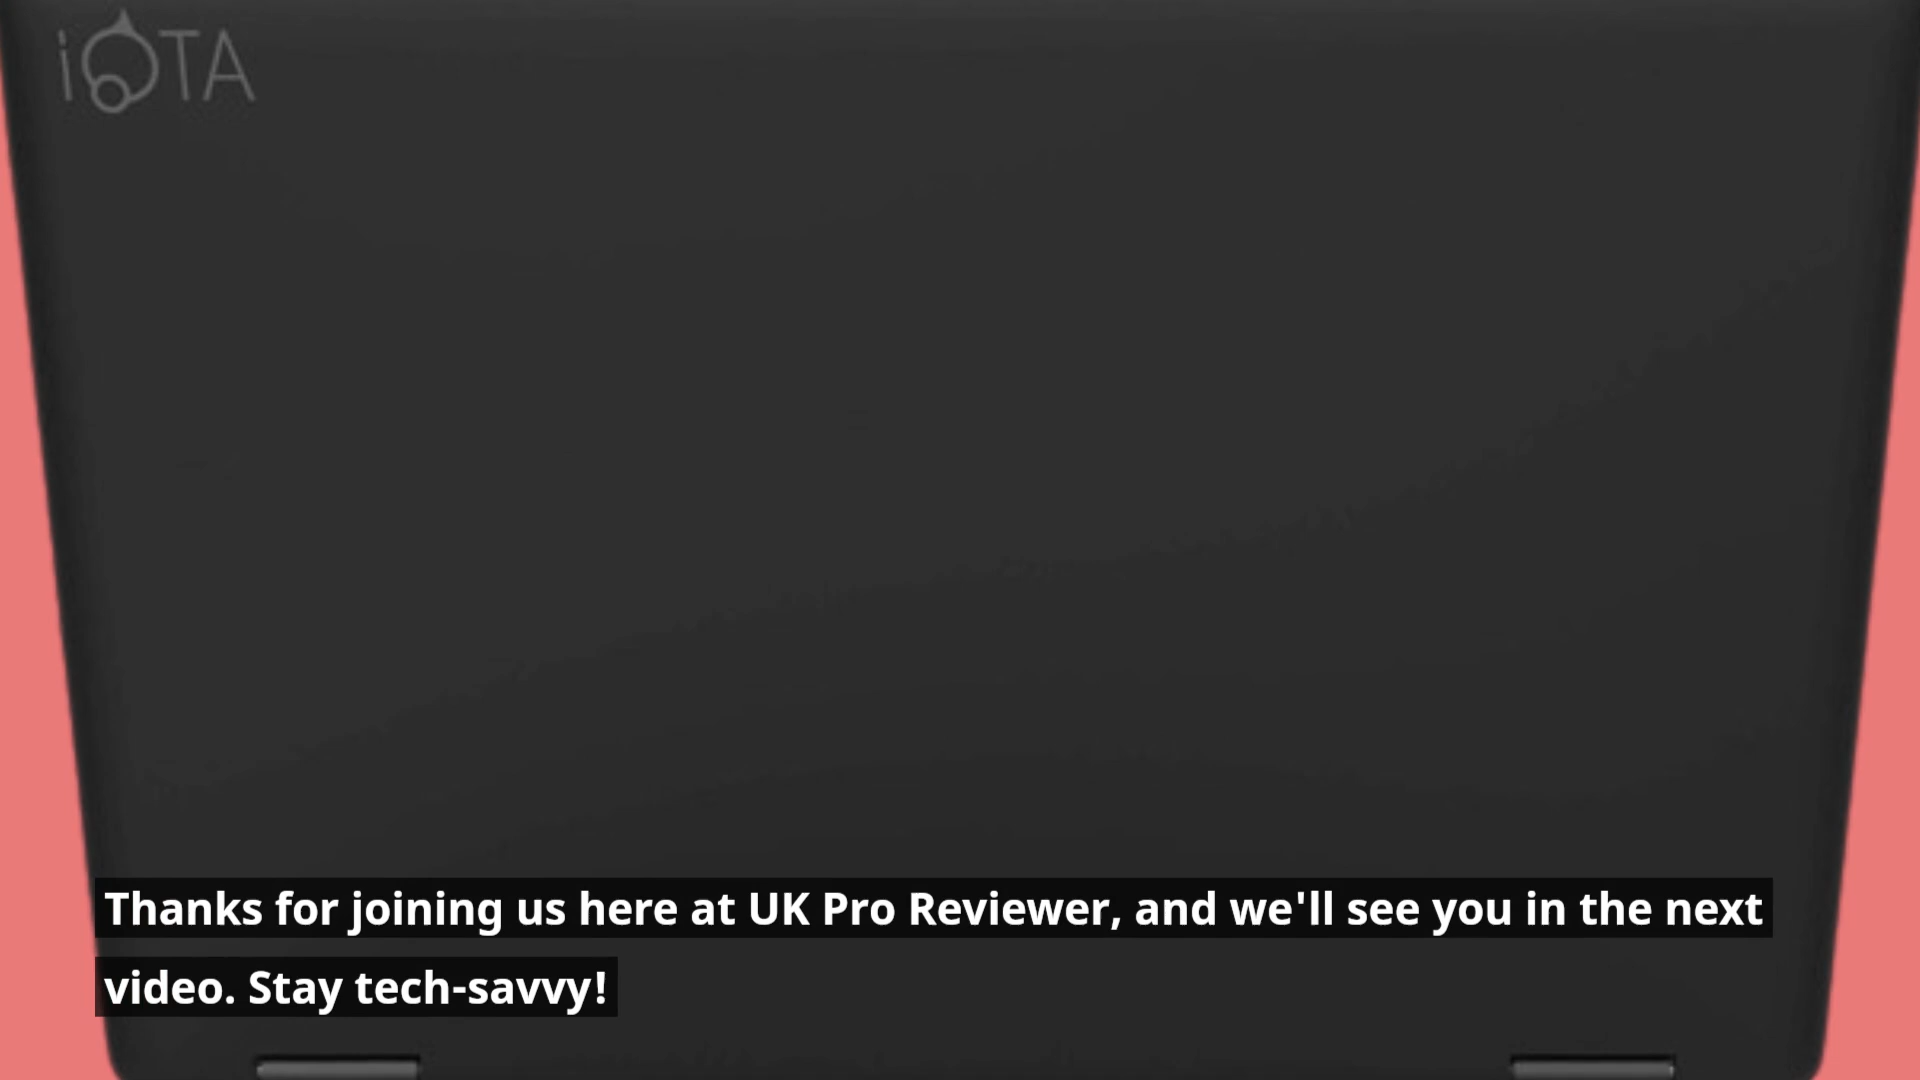 iOTA
Thanks for joining us here at UK Pro Reviewer, and we'll see you in the next
video. Stay tech-savvy!